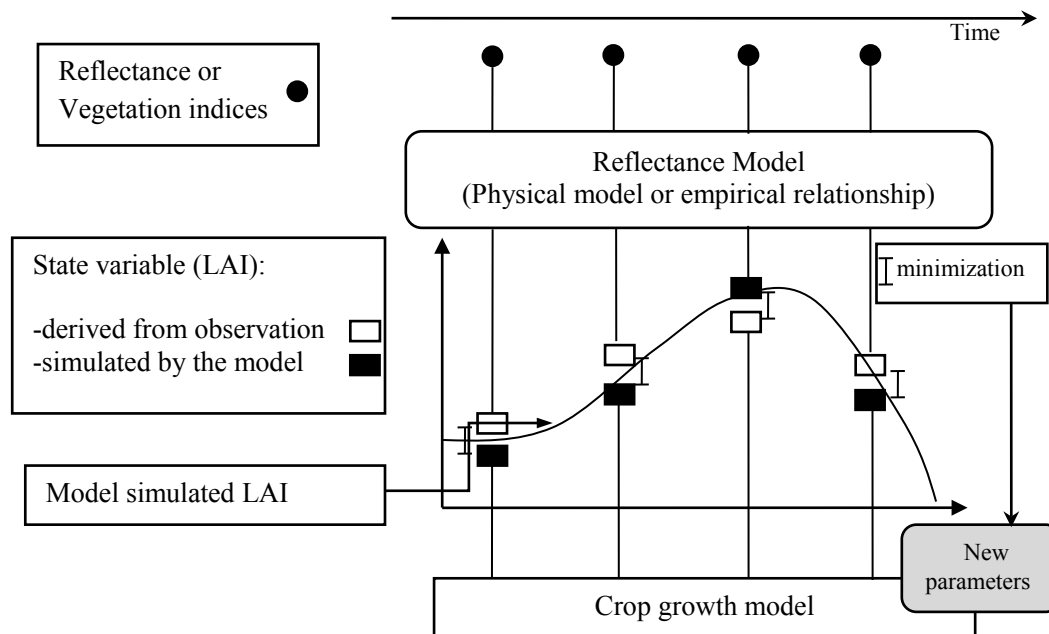 Time
Reflectance or
Vegetation indices
Reflectance Model
(Physical model or empirical relationship)
State variable (LAI):
-derived from observation
-simulated by the model
minimization
Model simulated LAI
New
parameters
Crop growth model